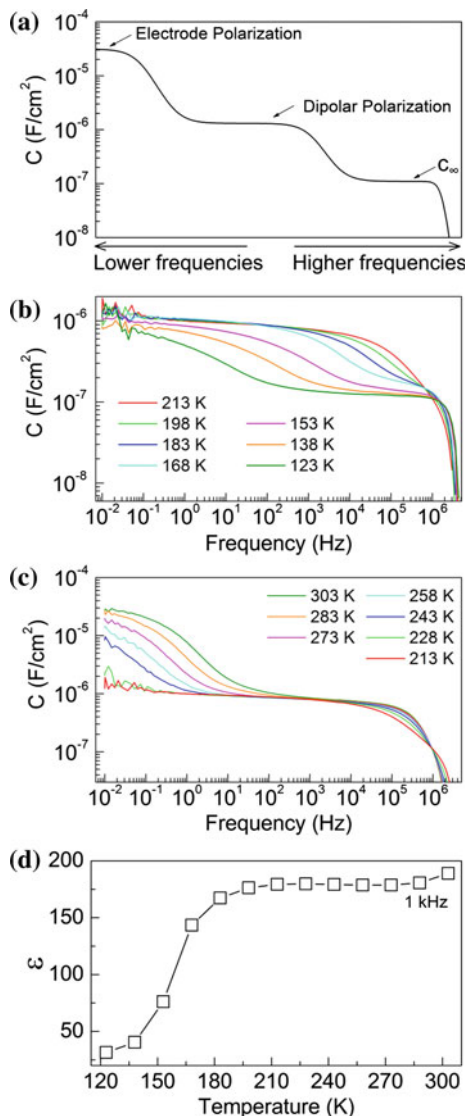 (a)
10⁻⁴
10⁻⁵
10⁻⁶
10⁻⁷
10⁻⁸
C (F/cm²)
Electrode Polarization
Dipolar Polarization
C∞
Lower frequencies Higher frequencies
(b)
10⁻⁶
10⁻⁷
10⁻⁸
C (F/cm²)
213 K 153 K
198 K 138 K
183 K 123 K
168 K
10⁻² 10⁻¹ 10⁰ 10¹ 10² 10³ 10⁴ 10⁵ 10⁶
Frequency (Hz)
(c)
10⁻⁴
10⁻⁵
10⁻⁶
10⁻⁷
C (F/cm²)
303 K 258 K
283 K 243 K
273 K 228 K
213 K
10⁻² 10⁻¹ 10⁰ 10¹ 10² 10³ 10⁴ 10⁵ 10⁶
Frequency (Hz)
(d)
200
175
150
125
100
75
50
25
ε
1 kHz
120 150 180 210 240 270 300
Temperature (K)